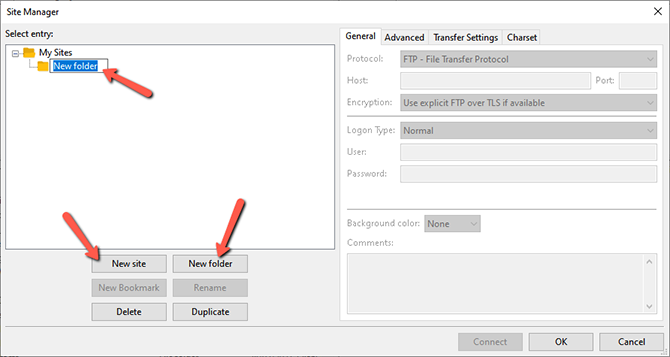 Site Manager
Select entry:
My Sites
New folder
New site
New folder
New Bookmark
Rename
Delete
Duplicate
General
Advanced
Transfer Settings
Charset
Protocol:
FTP - File Transfer Protocol
Host:
Port:
Encryption:
Use explicit FTP over TLS if available
Logon Type:
Normal
User:
Password:
Background color:
None
Comments:
Connect
OK
Cancel